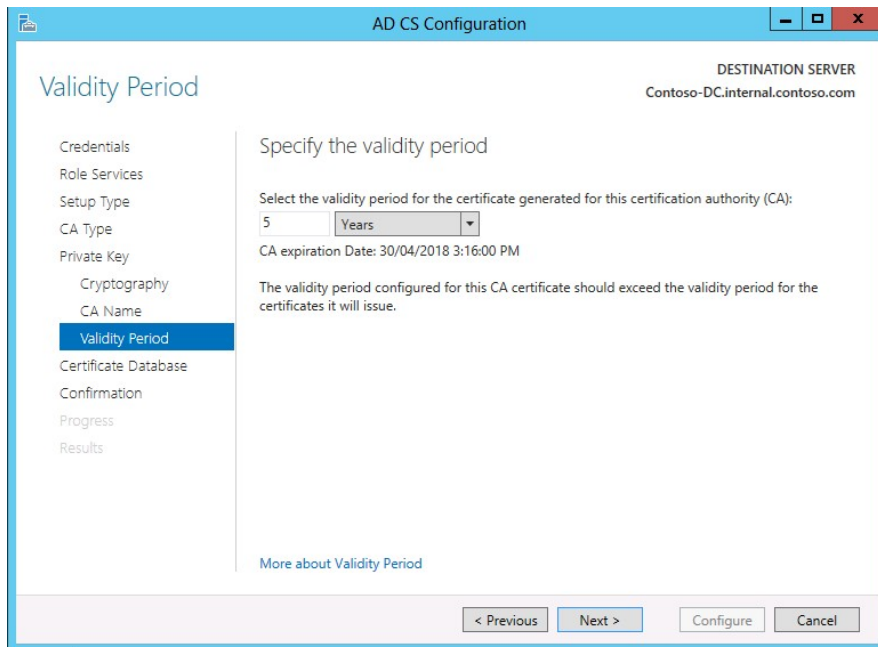 AD CS Configuration
DESTINATION SERVER
Contoso-DC.internal.contoso.com
Validity Period
Credentials
Role Services
Setup Type
CA Type
Private Key
Cryptography
CA Name
Validity Period
Certificate Database
Confirmation
Progress
Results
Specify the validity period
Select the validity period for the certificate generated for this certification authority (CA):
5 Years
CA expiration Date: 30/04/2018 3:16:00 PM
The validity period configured for this CA certificate should exceed the validity period for the
certificates it will issue.
More about Validity Period
< Previous Next > Configure Cancel